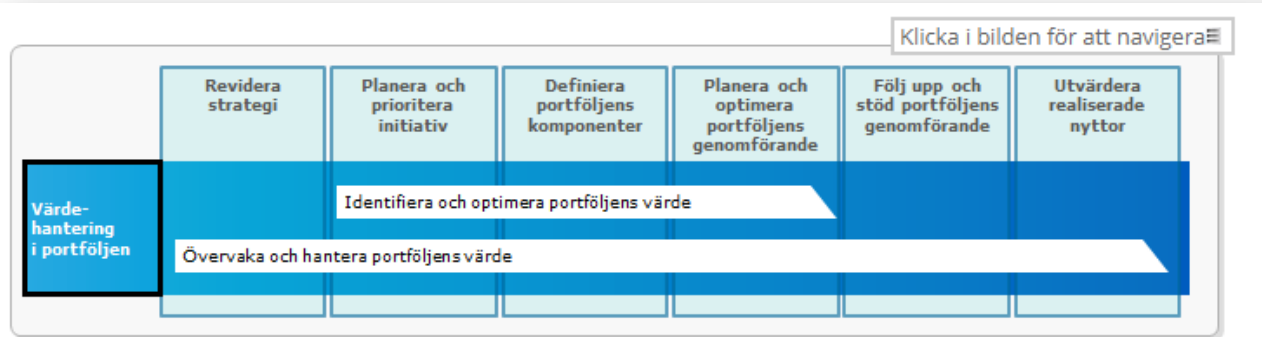 Klicka i bilden för att navigera
Revidera
strategi
Planera och
prioritera
initiativ
Definiera
portföljens
komponenter
Planera och
optimera
portföljens
genomförande
Följ upp och
stöd portföljens
genomförande
Utvärdera
realiserade
nyttor
Värde-
hantering
i portföljen
Identifiera och optimera portföljens värde
Övervaka och hantera portföljens värde